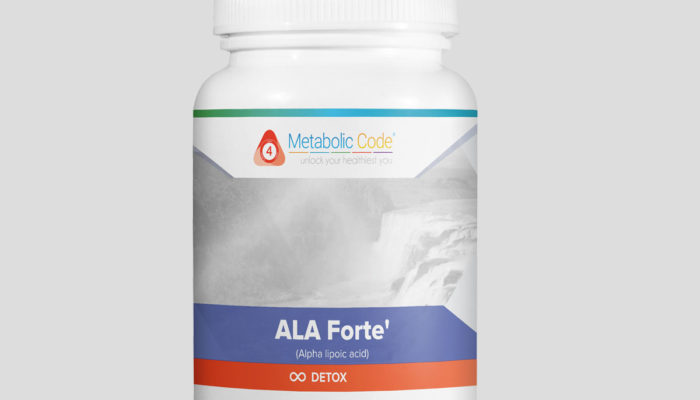 4
Metabolic Code®
unlock your healthiest you
ALA Forte'
(Alpha lipoic acid)
∞ DETOX